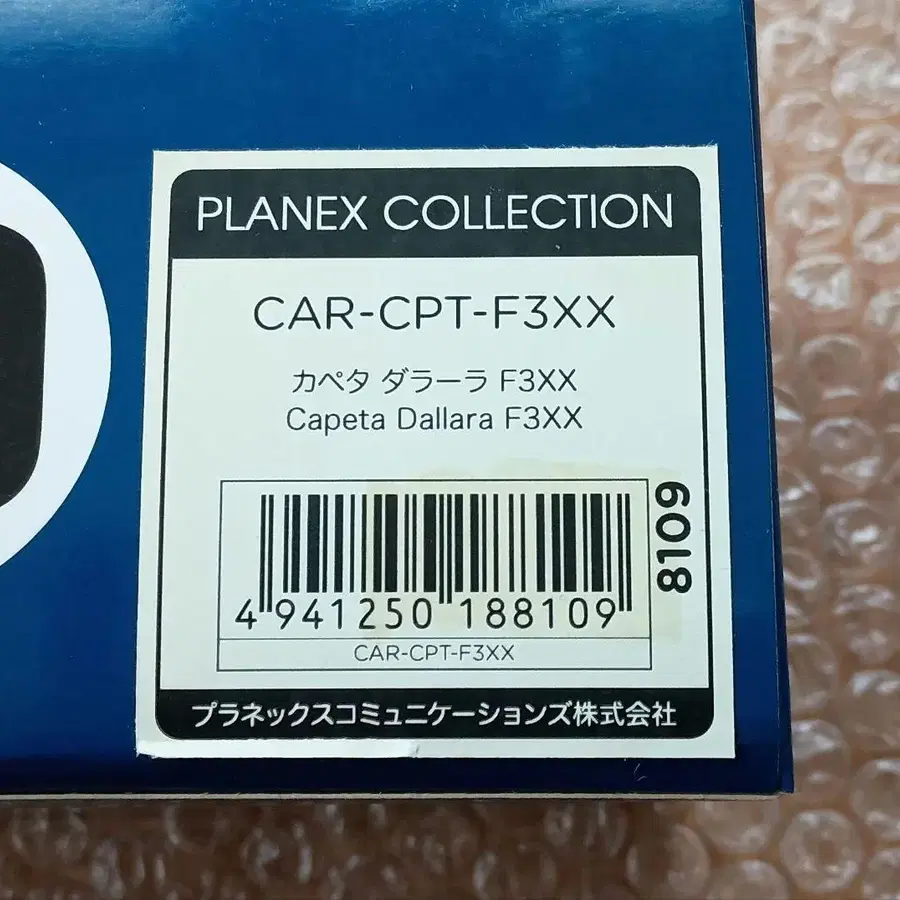 PLANEX COLLECTION
CAR-CPT-F3XX
カペタ ダラーラ F3XX
Capeta Dallara F3XX
8109
4 941250 188109
CAR-CPT-F3XX
プラネックスコミュニケーションズ株式会社